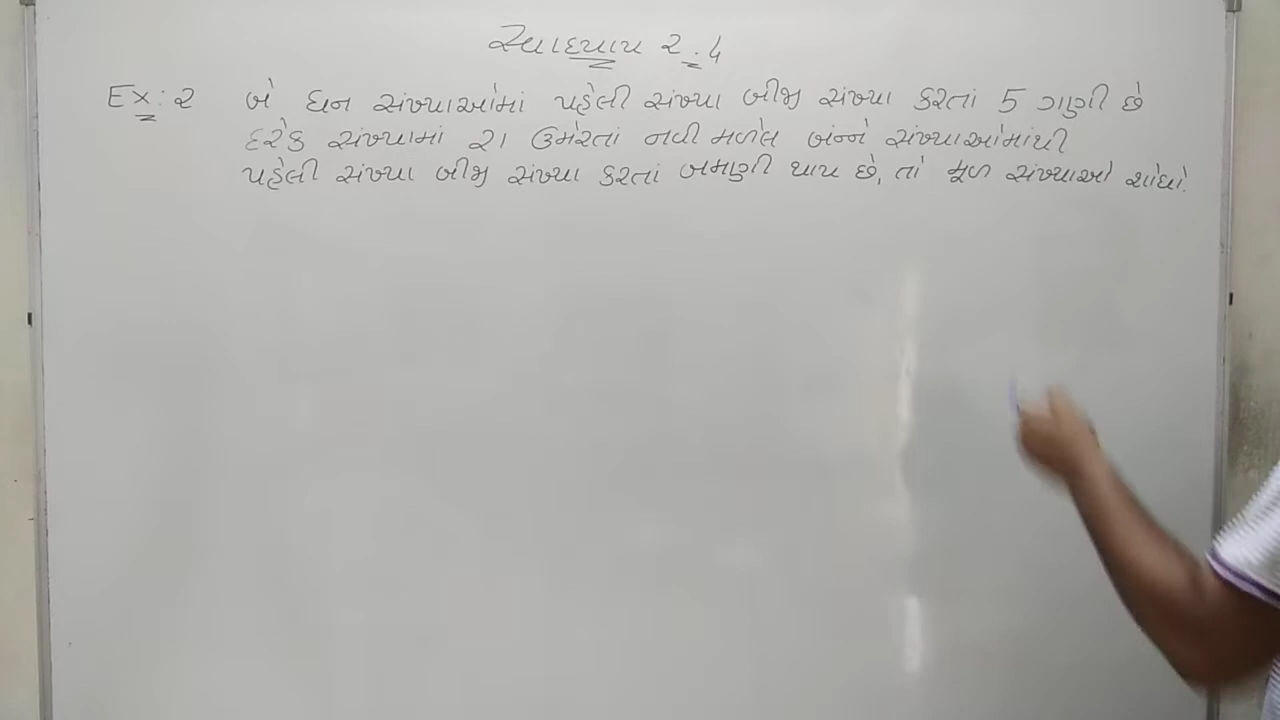 સ્વાધ્યાય ૨.4
Ex: ૨ બે ધન સંખ્યાઓમાં પહેલી સંખ્યા બીજી સંખ્યા કરતાં 5 ગણી છે
દરેક સંખ્યામાં ૨૧ ઉમેરતાં નવી મળેલ બંન્ને સંખ્યાઓમાંથી
પહેલી સંખ્યા બીજી સંખ્યા કરતાં બમણી થાય છે, તો મૂળ સંખ્યાઓ શોધો.